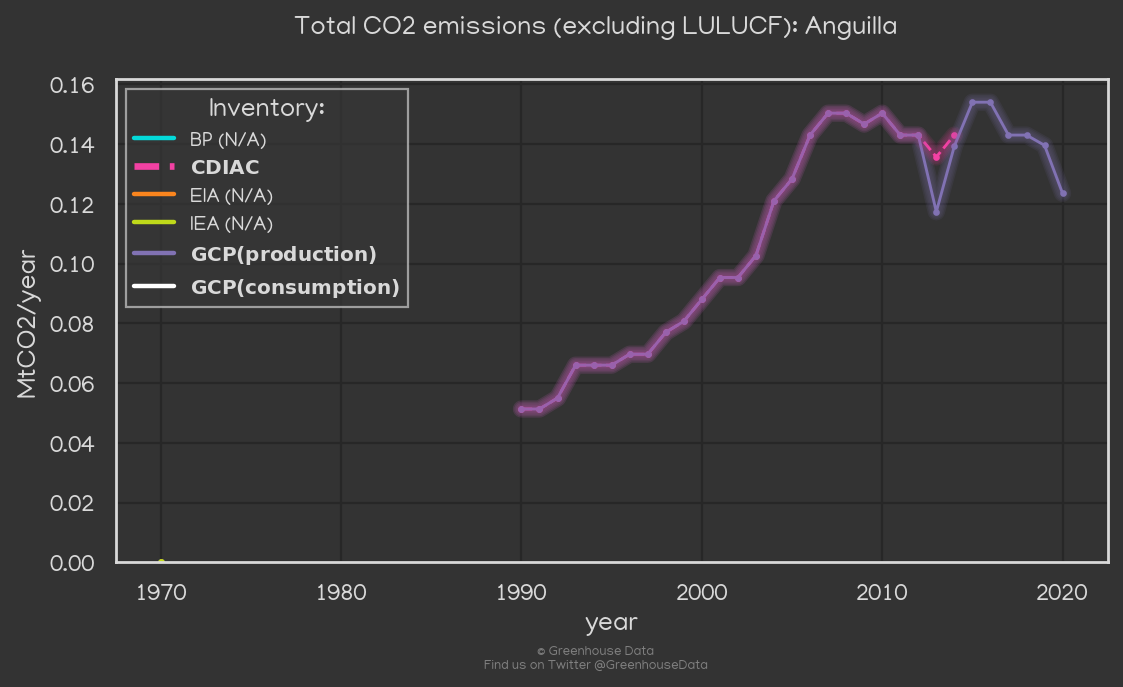 Total CO2 emissions (excluding LULUCF): Anguilla
0.16
0.14
0.12
0.10
0.08
0.06
0.04
0.02
0.00
MtCO2/year
Inventory:
BP (N/A)
CDIAC
EIA (N/A)
IEA (N/A)
GCP(production)
GCP(consumption)
1970 1980 1990 2000 2010 2020
year
© Greenhouse Data
Find us on Twitter @GreenhouseData